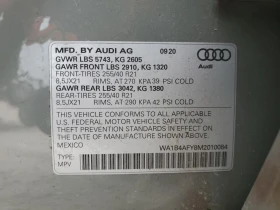 MFD. BY AUDI AG 09/20
GVWR LBS 5743, KG 2605
GAWR FRONT LBS 2910, KG 1320
Audi
FRONT-TIRES 255/40 R21
8,5JX21 RIMS, AT 270 KPA 39 PSI COLD
GAWR REAR LBS 3042, KG 1380
REAR-TIRES 255/40 R21
8,5JX21 RIMS, AT 290 KPA 42 PSI COLD
THIS VEHICLE CONFORMS TO ALL APPLICABLE
FEDERAL MOTOR VEHICLE SAFETY, BUMPER,
AND THEFT PREVENTION STANDARDS IN EFFECT ON
THE DATE OF MANUFACTURE SHOWN ABOVE.
MEXICO WA1B4AFY8M2010084
TYPE:
MPV